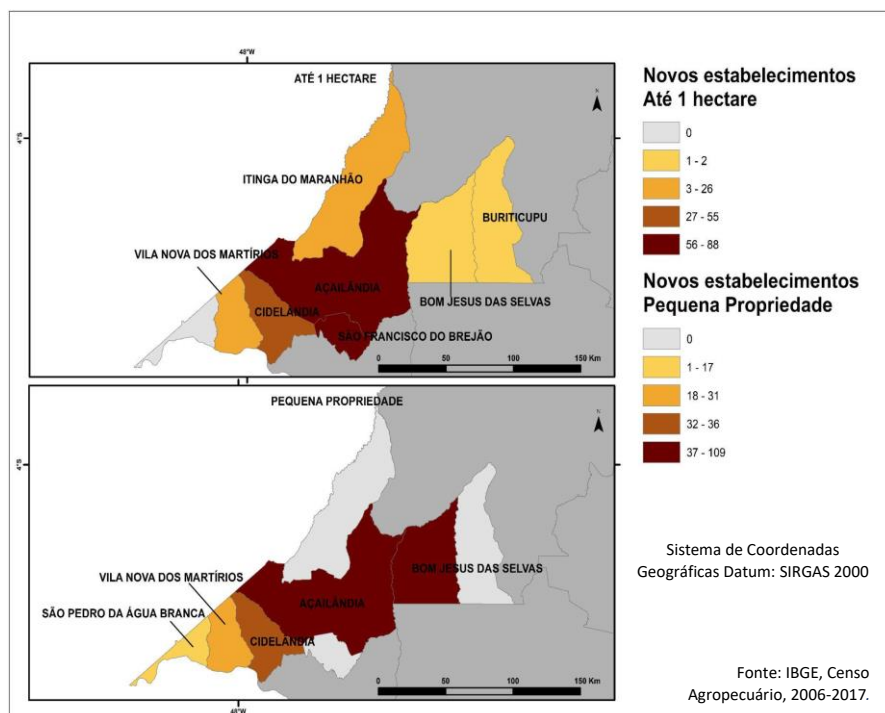 48°W
ATÉ 1 HECTARE
N
4°S
ITINGA DO MARANHÃO
BURITICUPU
VILA NOVA DOS MARTÍRIOS
AÇAILÂNDIA
BOM JESUS DAS SELVAS
CIDELÂNDIA
SÃO FRANCISCO DO BREJÃO
0 50 100 150 Km
Novos estabelecimentos
Até 1 hectare
0
1 - 2
3 - 26
27 - 55
56 - 88
Novos estabelecimentos
Pequena Propriedade
0
1 - 17
18 - 31
32 - 36
37 - 109
PEQUENA PROPRIEDADE
N
4°S
BOM JESUS DAS SELVAS
VILA NOVA DOS MARTÍRIOS
AÇAILÂNDIA
SÃO PEDRO DA ÁGUA BRANCA
CIDELÂNDIA
0 50 100 150 Km
48°W
Sistema de Coordenadas
Geográficas Datum: SIRGAS 2000
Fonte: IBGE, Censo
Agropecuário, 2006-2017.